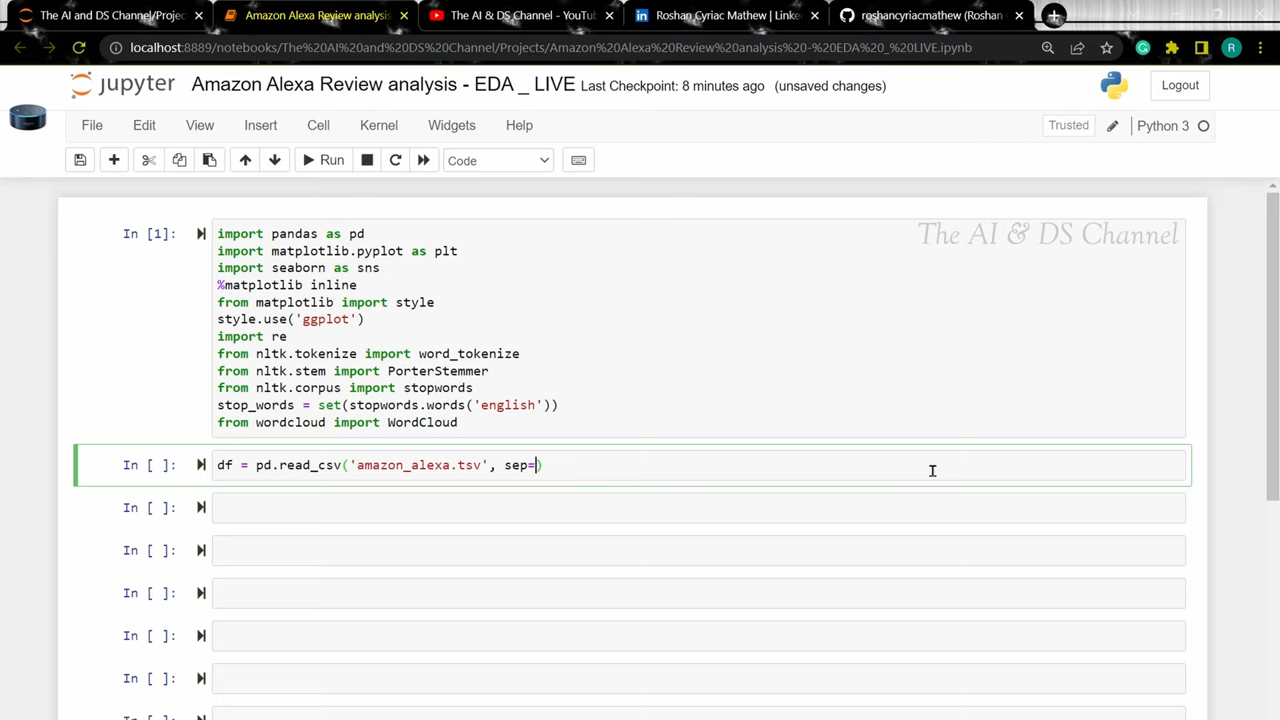 The AI and DS Channel/Projec
Amazon Alexa Review analysis
The AI & DS Channel - YouTub
Roshan Cyriac Mathew | Linke
roshancyriacmathew (Roshan
localhost:8889/notebooks/The%20AI%20and%20DS%20Channel/Projects/Amazon%20Alexa%20Review%20analysis%20-%20EDA%20_%20LIVE.ipynb
R
jupyter Amazon Alexa Review analysis - EDA _ LIVE Last Checkpoint: 8 minutes ago (unsaved changes)
Logout
File Edit View Insert Cell Kernel Widgets Help
Trusted Python 3
Run Code
The AI & DS Channel
In [1]: import pandas as pd
import matplotlib.pyplot as plt
import seaborn as sns
%matplotlib inline
from matplotlib import style
style.use('ggplot')
import re
from nltk.tokenize import word_tokenize
from nltk.stem import PorterStemmer
from nltk.corpus import stopwords
stop_words = set(stopwords.words('english'))
from wordcloud import WordCloud
In [ ]: df = pd.read_csv('amazon_alexa.tsv', sep=)
In [ ]:
In [ ]:
In [ ]:
In [ ]:
In [ ]: